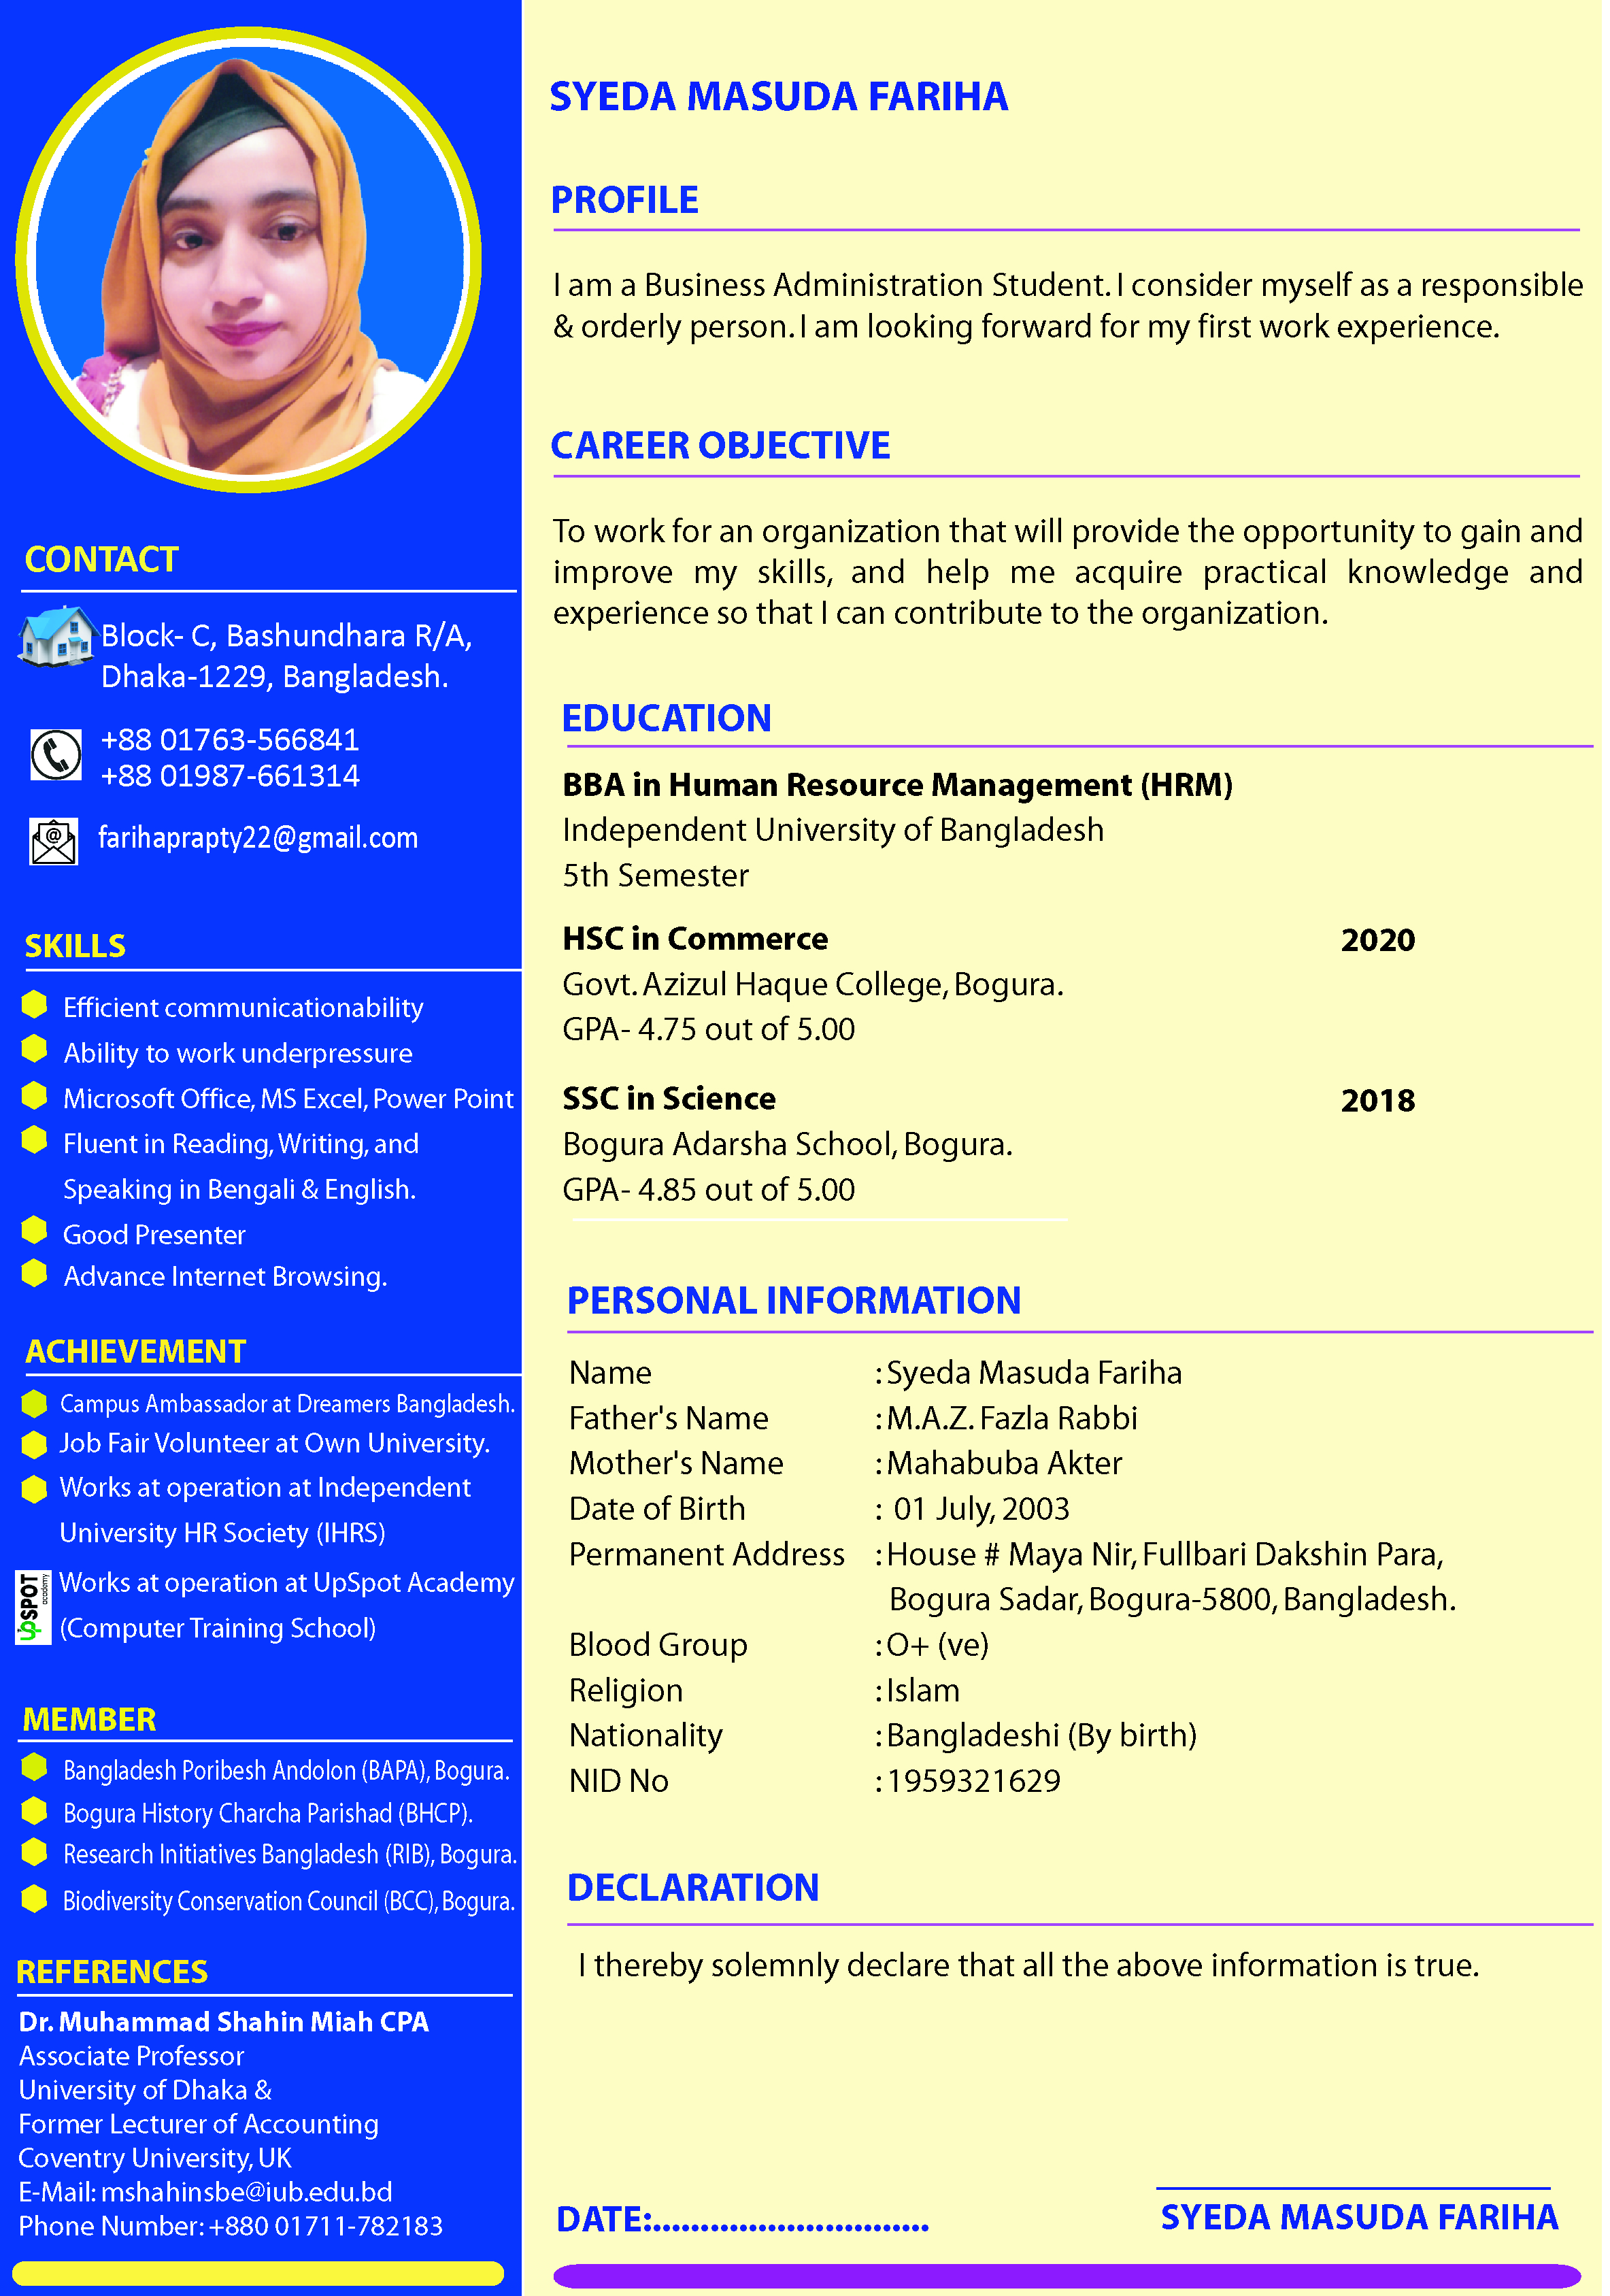 SYEDA MASUDA FARIHA
PROFILE
I am a Business Administration Student. I consider myself as a responsible
& orderly person. I am looking forward for my first work experience.
CAREER OBJECTIVE
To work for an organization that will provide the opportunity to gain and
improve my skills, and help me acquire practical knowledge and
experience so that I can contribute to the organization.
EDUCATION
BBA in Human Resource Management (HRM)
Independent University of Bangladesh
5th Semester
HSC in Commerce 2020
Govt. Azizul Haque College, Bogura.
GPA- 4.75 out of 5.00
SSC in Science 2018
Bogura Adarsha School, Bogura.
GPA- 4.85 out of 5.00
PERSONAL INFORMATION
Name : Syeda Masuda Fariha
Father's Name : M.A.Z. Fazla Rabbi
Mother's Name : Mahabuba Akter
Date of Birth : 01 July, 2003
Permanent Address : House # Maya Nir, Fullbari Dakshin Para,
Bogura Sadar, Bogura-5800, Bangladesh.
Blood Group : O+ (ve)
Religion : Islam
Nationality : Bangladeshi (By birth)
NID No : 1959321629
DECLARATION
I thereby solemnly declare that all the above information is true.
DATE:.............................
SYEDA MASUDA FARIHA
CONTACT
Block- C, Bashundhara R/A,
Dhaka-1229, Bangladesh.
+88 01763-566841
+88 01987-661314
farihaprapty22@gmail.com
SKILLS
Efficient communicationability
Ability to work underpressure
Microsoft Office, MS Excel, Power Point
Fluent in Reading, Writing, and
Speaking in Bengali & English.
Good Presenter
Advance Internet Browsing.
ACHIEVEMENT
Campus Ambassador at Dreamers Bangladesh.
Job Fair Volunteer at Own University.
Works at operation at Independent
University HR Society (IHRS)
UpSPOT
academy
Works at operation at UpSpot Academy
(Computer Training School)
MEMBER
Bangladesh Poribesh Andolon (BAPA), Bogura.
Bogura History Charcha Parishad (BHCP).
Research Initiatives Bangladesh (RIB), Bogura.
Biodiversity Conservation Council (BCC), Bogura.
REFERENCES
Dr. Muhammad Shahin Miah CPA
Associate Professor
University of Dhaka &
Former Lecturer of Accounting
Coventry University, UK
E-Mail: mshahinsbe@iub.edu.bd
Phone Number: +880 01711-782183